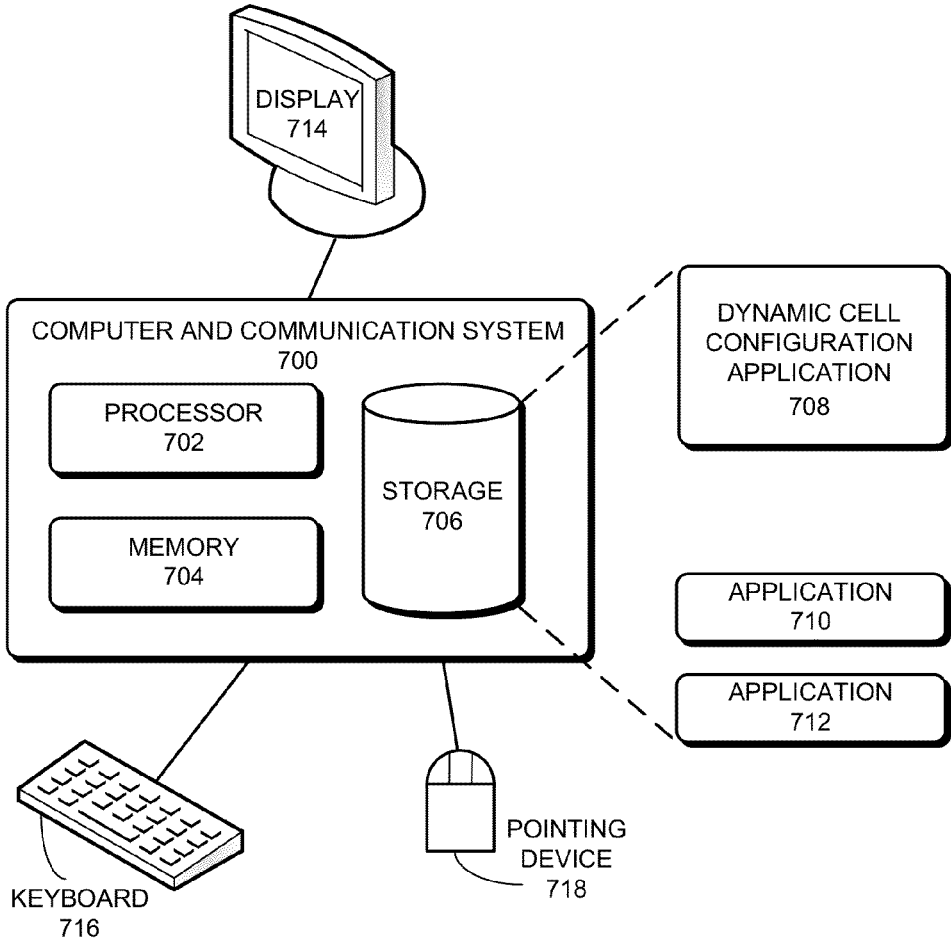 DISPLAY
714
COMPUTER AND COMMUNICATION SYSTEM
700
PROCESSOR
702
MEMORY
704
STORAGE
706
DYNAMIC CELL
CONFIGURATION
APPLICATION
708
APPLICATION
710
APPLICATION
712
KEYBOARD
716
POINTING
DEVICE
718